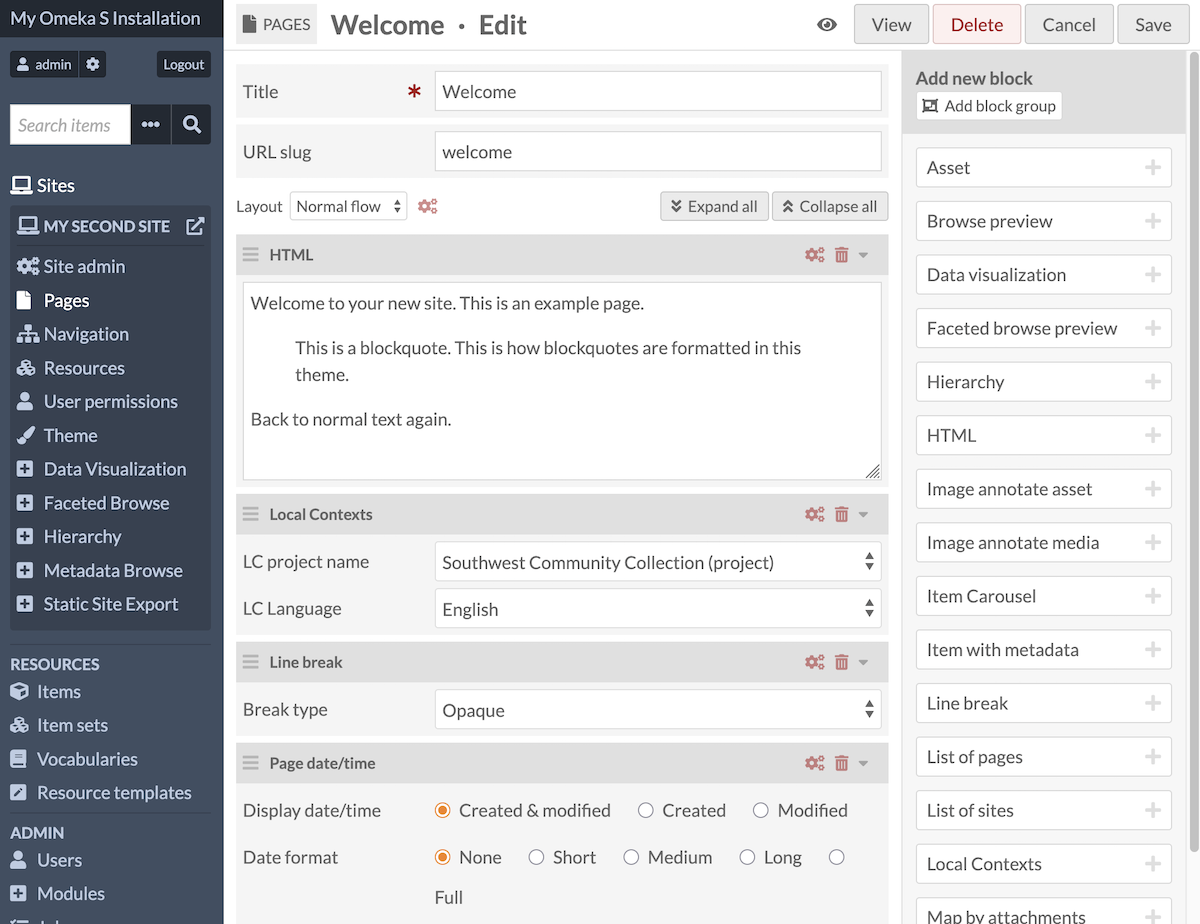 My Omeka S Installation
admin
Logout
Search items
Sites
MY SECOND SITE
Site admin
Pages
Navigation
Resources
User permissions
Theme
Data Visualization
Faceted Browse
Hierarchy
Metadata Browse
Static Site Export
RESOURCES
Items
Item sets
Vocabularies
Resource templates
ADMIN
Users
Modules
PAGES Welcome · Edit
View Delete Cancel Save
Title * Welcome
URL slug welcome
Layout Normal flow Expand all Collapse all
HTML
Welcome to your new site. This is an example page.
This is a blockquote. This is how blockquotes are formatted in this
theme.
Back to normal text again.
Local Contexts
LC project name Southwest Community Collection (project)
LC Language English
Line break
Break type Opaque
Page date/time
Display date/time Created & modified Created Modified
Date format None Short Medium Long
Full
Add new block
Add block group
Asset
Browse preview
Data visualization
Faceted browse preview
Hierarchy
HTML
Image annotate asset
Image annotate media
Item Carousel
Item with metadata
Line break
List of pages
List of sites
Local Contexts
Map by attachments